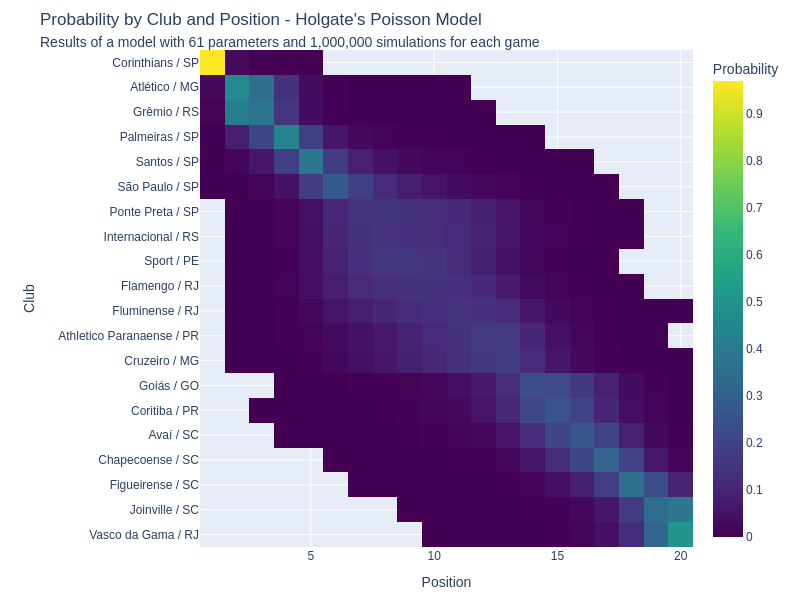 Probability by Club and Position - Holgate's Poisson Model
Results of a model with 61 parameters and 1,000,000 simulations for each game
Probability
Corinthians / SP
Atlético / MG
Grêmio / RS
Palmeiras / SP
Santos / SP
São Paulo / SP
Ponte Preta / SP
Internacional / RS
Sport / PE
Flamengo / RJ
Fluminense / RJ
Athletico Paranaense / PR
Cruzeiro / MG
Goiás / GO
Coritiba / PR
Avaí / SC
Chapecoense / SC
Figueirense / SC
Joinville / SC
Vasco da Gama / RJ
Club
5 10 15 20
Position
0.9
0.8
0.7
0.6
0.5
0.4
0.3
0.2
0.1
0